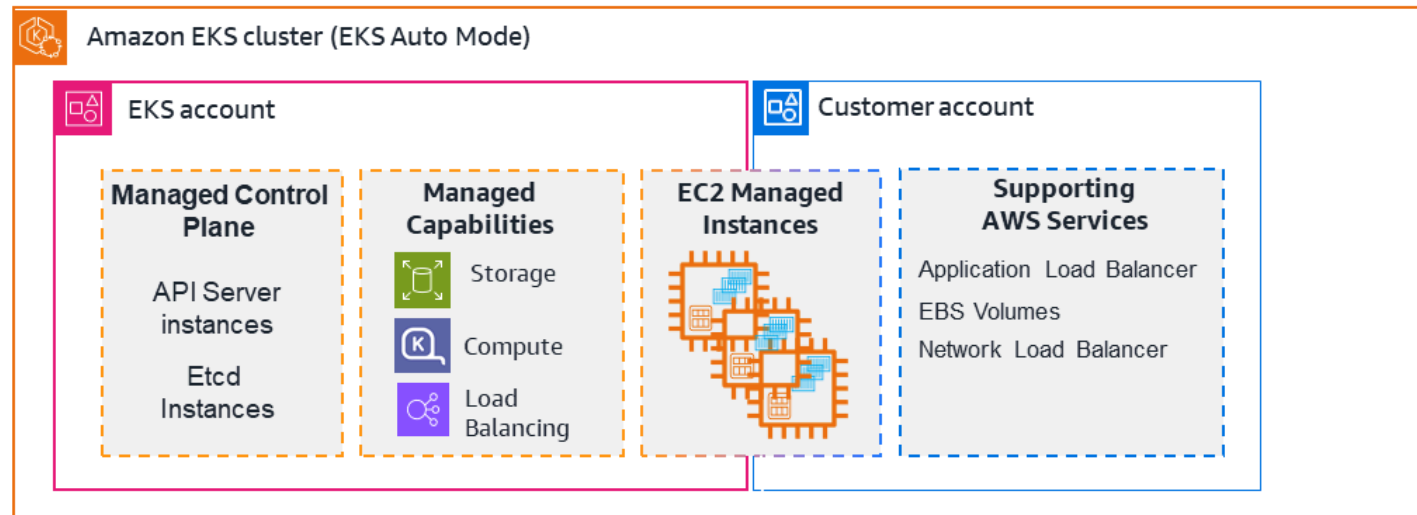 Amazon EKS cluster (EKS Auto Mode)
EKS account
Customer account
Managed Control
Plane
API Server
instances
Etcd
Instances
Managed
Capabilities
Storage
K
Compute
Load
Balancing
EC2 Managed
Instances
Supporting
AWS Services
Application Load Balancer
EBS Volumes
Network Load Balancer